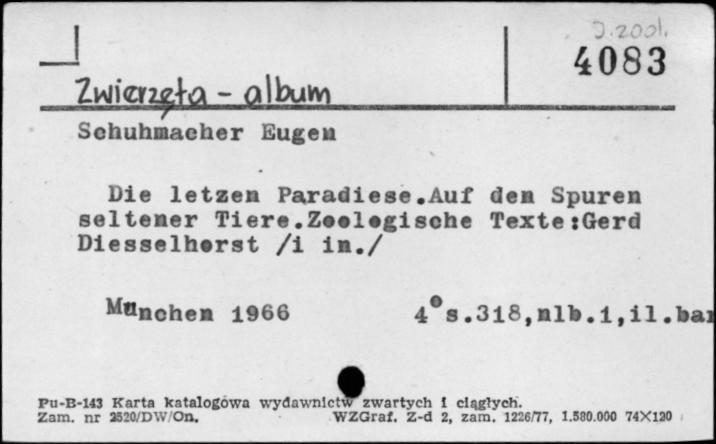 J.2001.
4083
Zwierzęta - album
Schuhmacher Eugen
Die letzen Paradiese.Auf den Spuren
seltener Tiere.Zoologische Texte:Gerd
Diesselhorst /i in./
Munchen 1966 4°s.318,nlb.1,il.bar
Pu-B-143 Karta katalogowa wydawnictw zwartych i ciągłych.
Zam. nr 2520/DW/On. WZGraf. Z-d 2, zam. 1226/77, 1.580.000 74X120